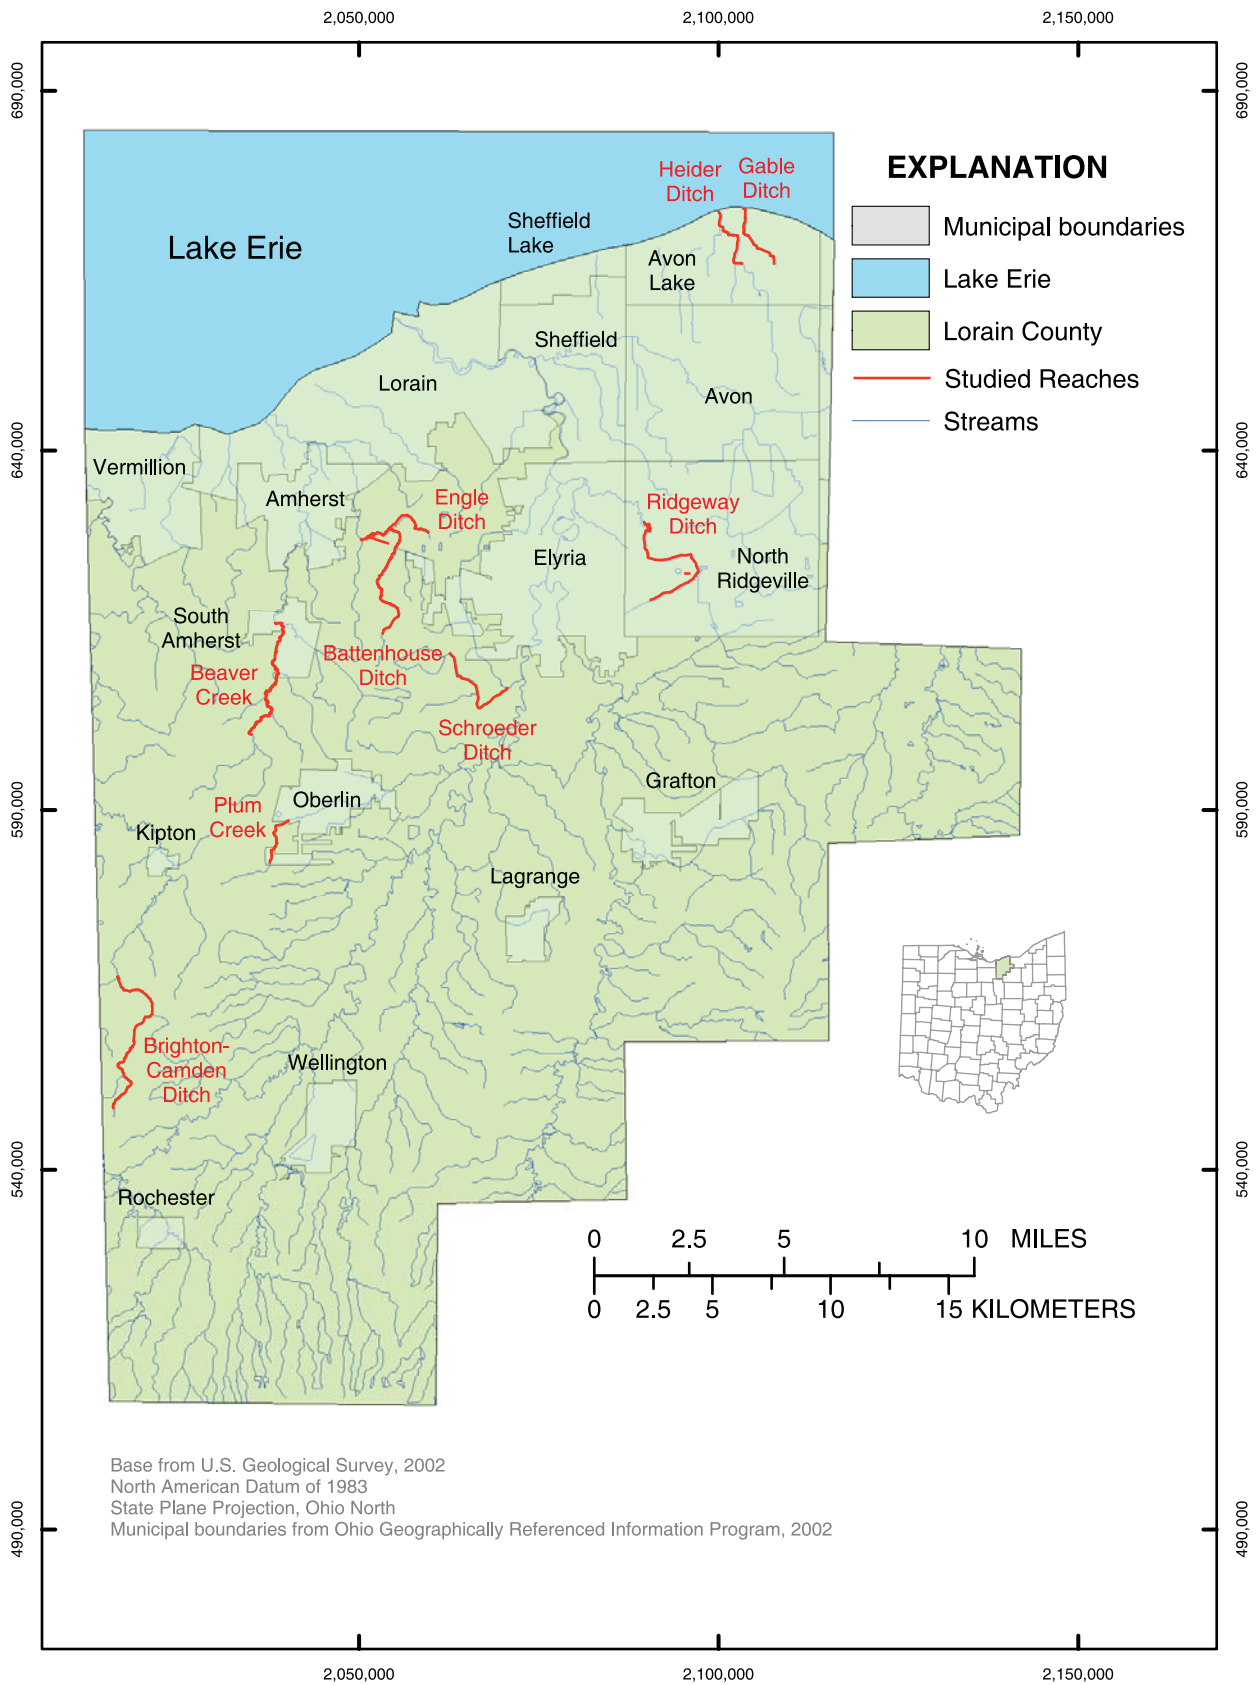 2,050,000
2,100,000
2,150,000
690,000
690,000
EXPLANATION
Municipal boundaries
Lake Erie
Lorain County
Studied Reaches
Streams
Heider
Ditch
Gable
Ditch
Lake Erie
Sheffield
Lake
Avon
Lake
Sheffield
Lorain
Avon
640,000
640,000
Vermillion
Amherst
Engle
Ditch
Ridgeway
Ditch
Elyria
North
Ridgeville
South
Amherst
Beaver
Creek
Battenhouse
Ditch
Schroeder
Ditch
Grafton
Oberlin
Plum
Creek
590,000
590,000
Kipton
Lagrange
Brighton-
Camden
Ditch
Wellington
540,000
540,000
Rochester
0 2.5 5 10 MILES
0 2.5 5 10 15 KILOMETERS
Base from U.S. Geological Survey, 2002
North American Datum of 1983
State Plane Projection, Ohio North
Municipal boundaries from Ohio Geographically Referenced Information Program, 2002
490,000
490,000
2,050,000
2,100,000
2,150,000